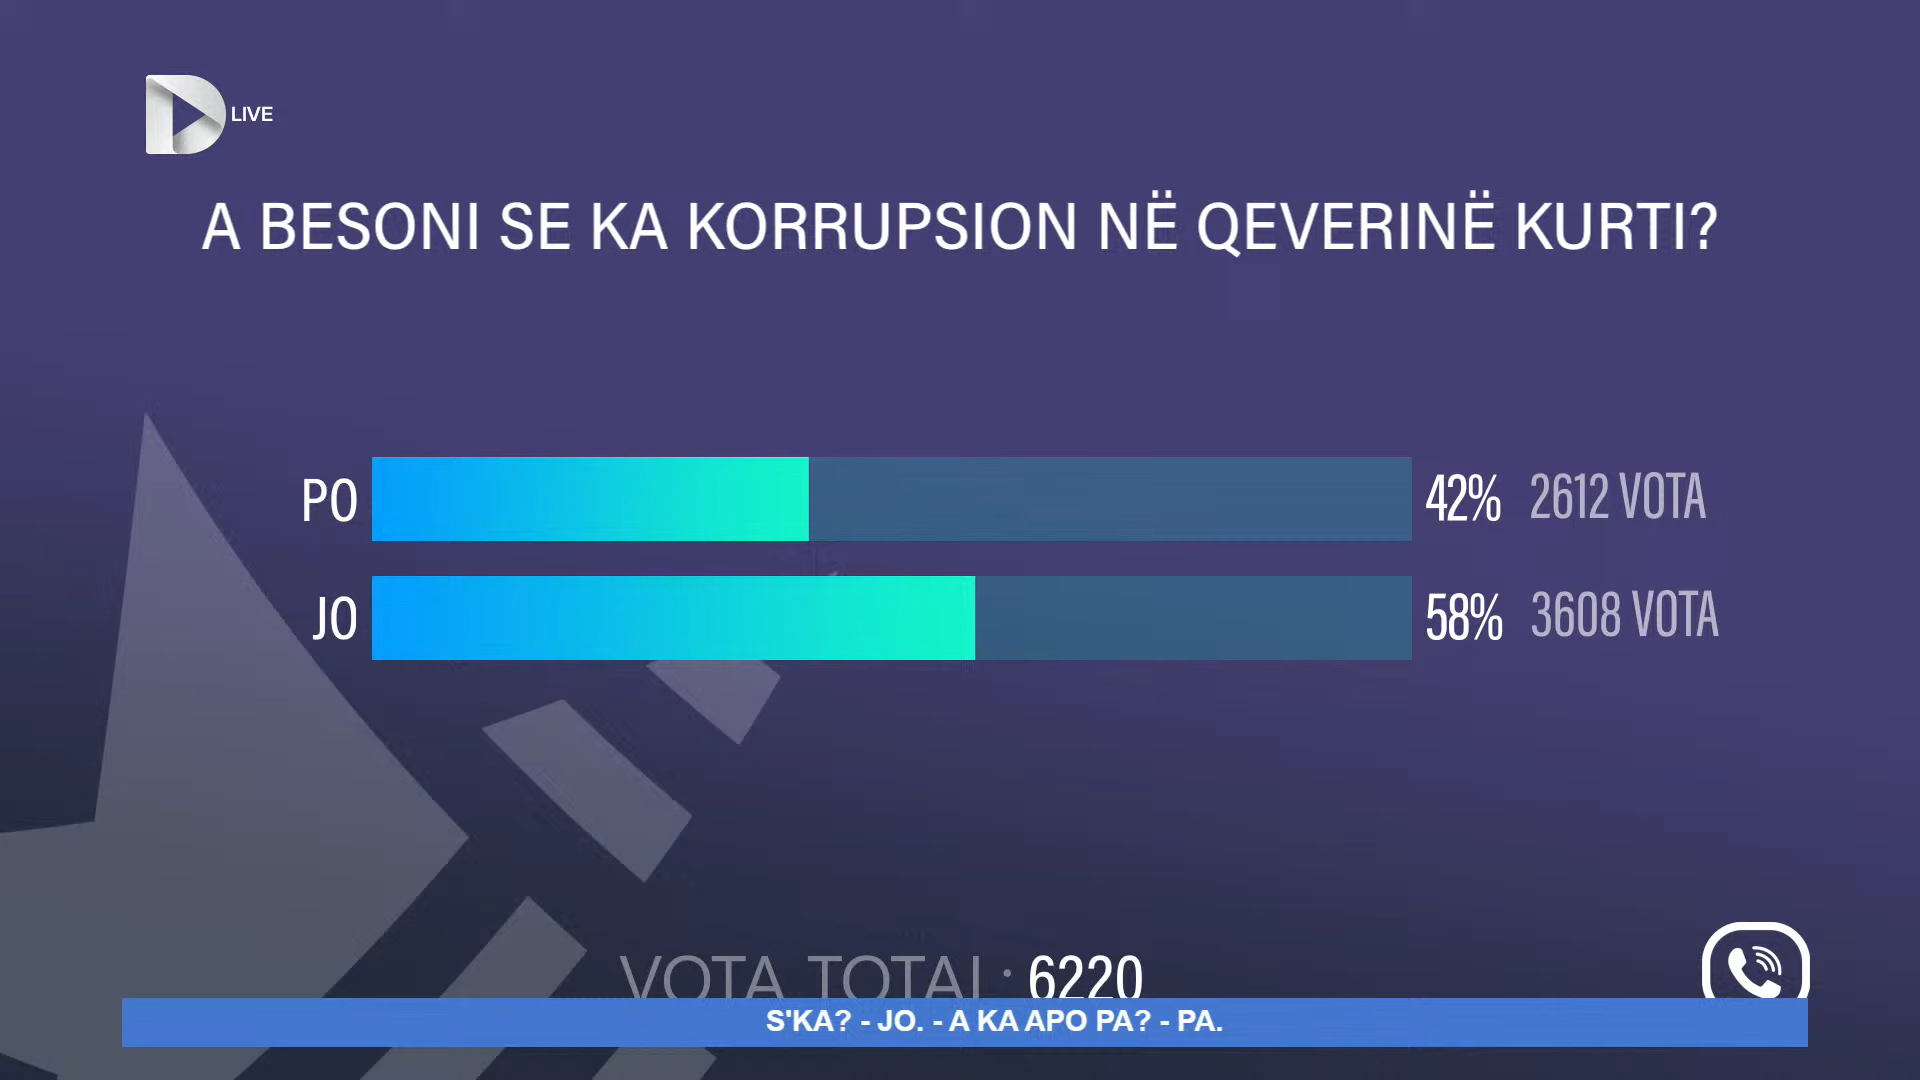 LIVE
A BESONI SE KA KORRUPSION NË QEVERINË KURTI?
PO 42% 2612 VOTA
JO 58% 3608 VOTA
VOTA TOTAL: 6220
S'KA? - JO. - A KA APO PA? - PA.